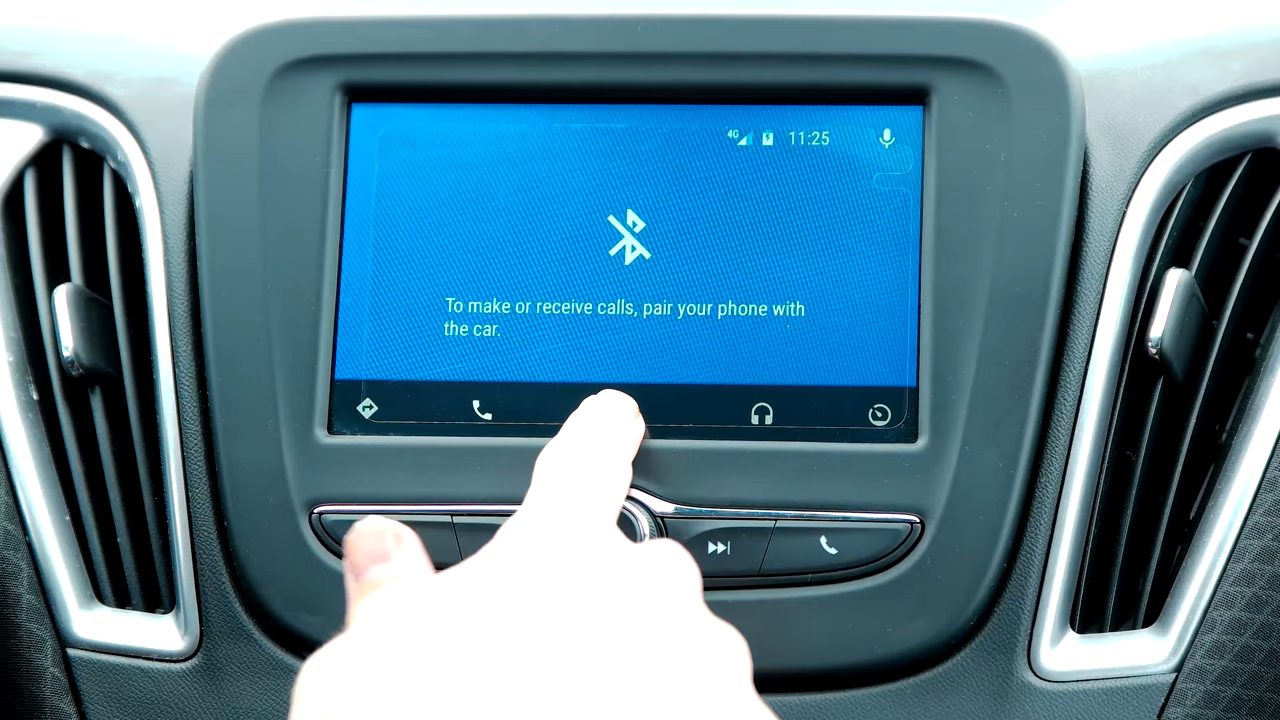 4G 11:25
To make or receive calls, pair your phone with
the car.